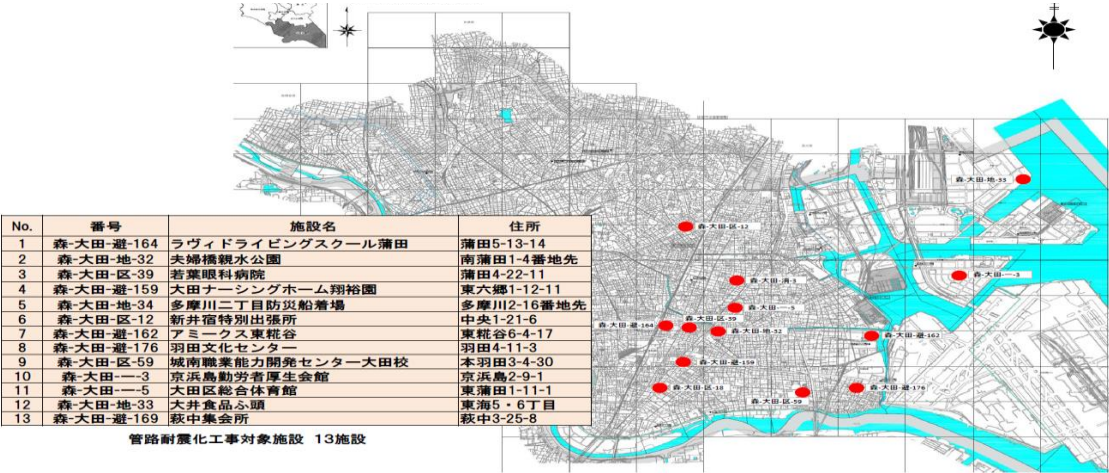 No. 番号 施設名 住所
1 森-大田-避-164 ラヴィドライビングスクール蒲田 蒲田5-13-14
2 森-大田-地-32 夫婦橋親水公園 南蒲田1-4番地先
3 森-大田-区-39 若葉眼科病院 蒲田4-22-11
4 森-大田-避-159 大田ナーシングホーム翔裕園 東六郷1-12-11
5 森-大田-地-34 多摩川二丁目防災船着場 多摩川2-16番地先
6 森-大田-区-12 新井宿特別出張所 中央1-21-6
7 森-大田-避-162 アミークス東糀谷 東糀谷6-4-17
8 森-大田-避-176 羽田文化センター 羽田4-11-3
9 森-大田-区-59 城南職業能力開発センター大田校 本羽田3-4-30
10 森-大田-一-3 京浜島勤労者厚生会館 京浜島2-9-1
11 森-大田-一-5 大田区総合体育館 東蒲田1-11-1
12 森-大田-地-33 大井食品ふ頭 東海5・6丁目
13 森-大田-避-169 萩中集会所 萩中3-25-8
管路耐震化工事対象施設 13施設
森-大田-地-33
森-大田-区-12
森-大田-一-3
森-大田-消-3
森-大田-一-5
森-大田-区-39
森-大田-避-164
森-大田-地-32
森-大田-避-162
森-大田-避-159
森-大田-区-18
森-大田-避-176
森-大田-区-59